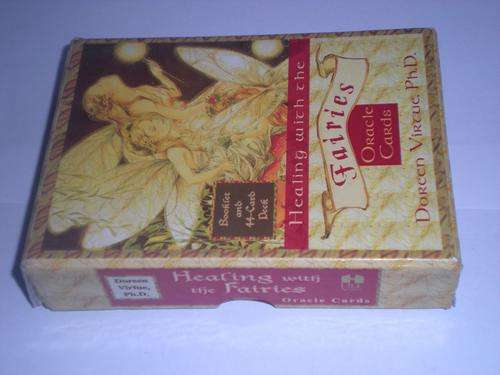 Healing with the
Fairies
Oracle
Cards
Doreen Virtue, Ph.D.
Booklet
and
44-Card
Deck
Doreen
Virtue,
Ph.D.
Healing with
the Fairies
Oracle Cards